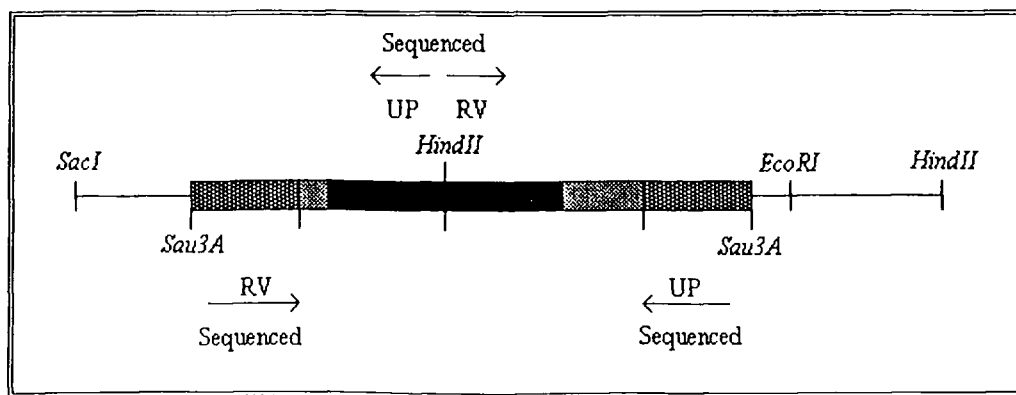 Sequenced
UP RV
HindII
SacI
EcoRI
HindII
Sau3A
Sau3A
RV
UP
Sequenced
Sequenced